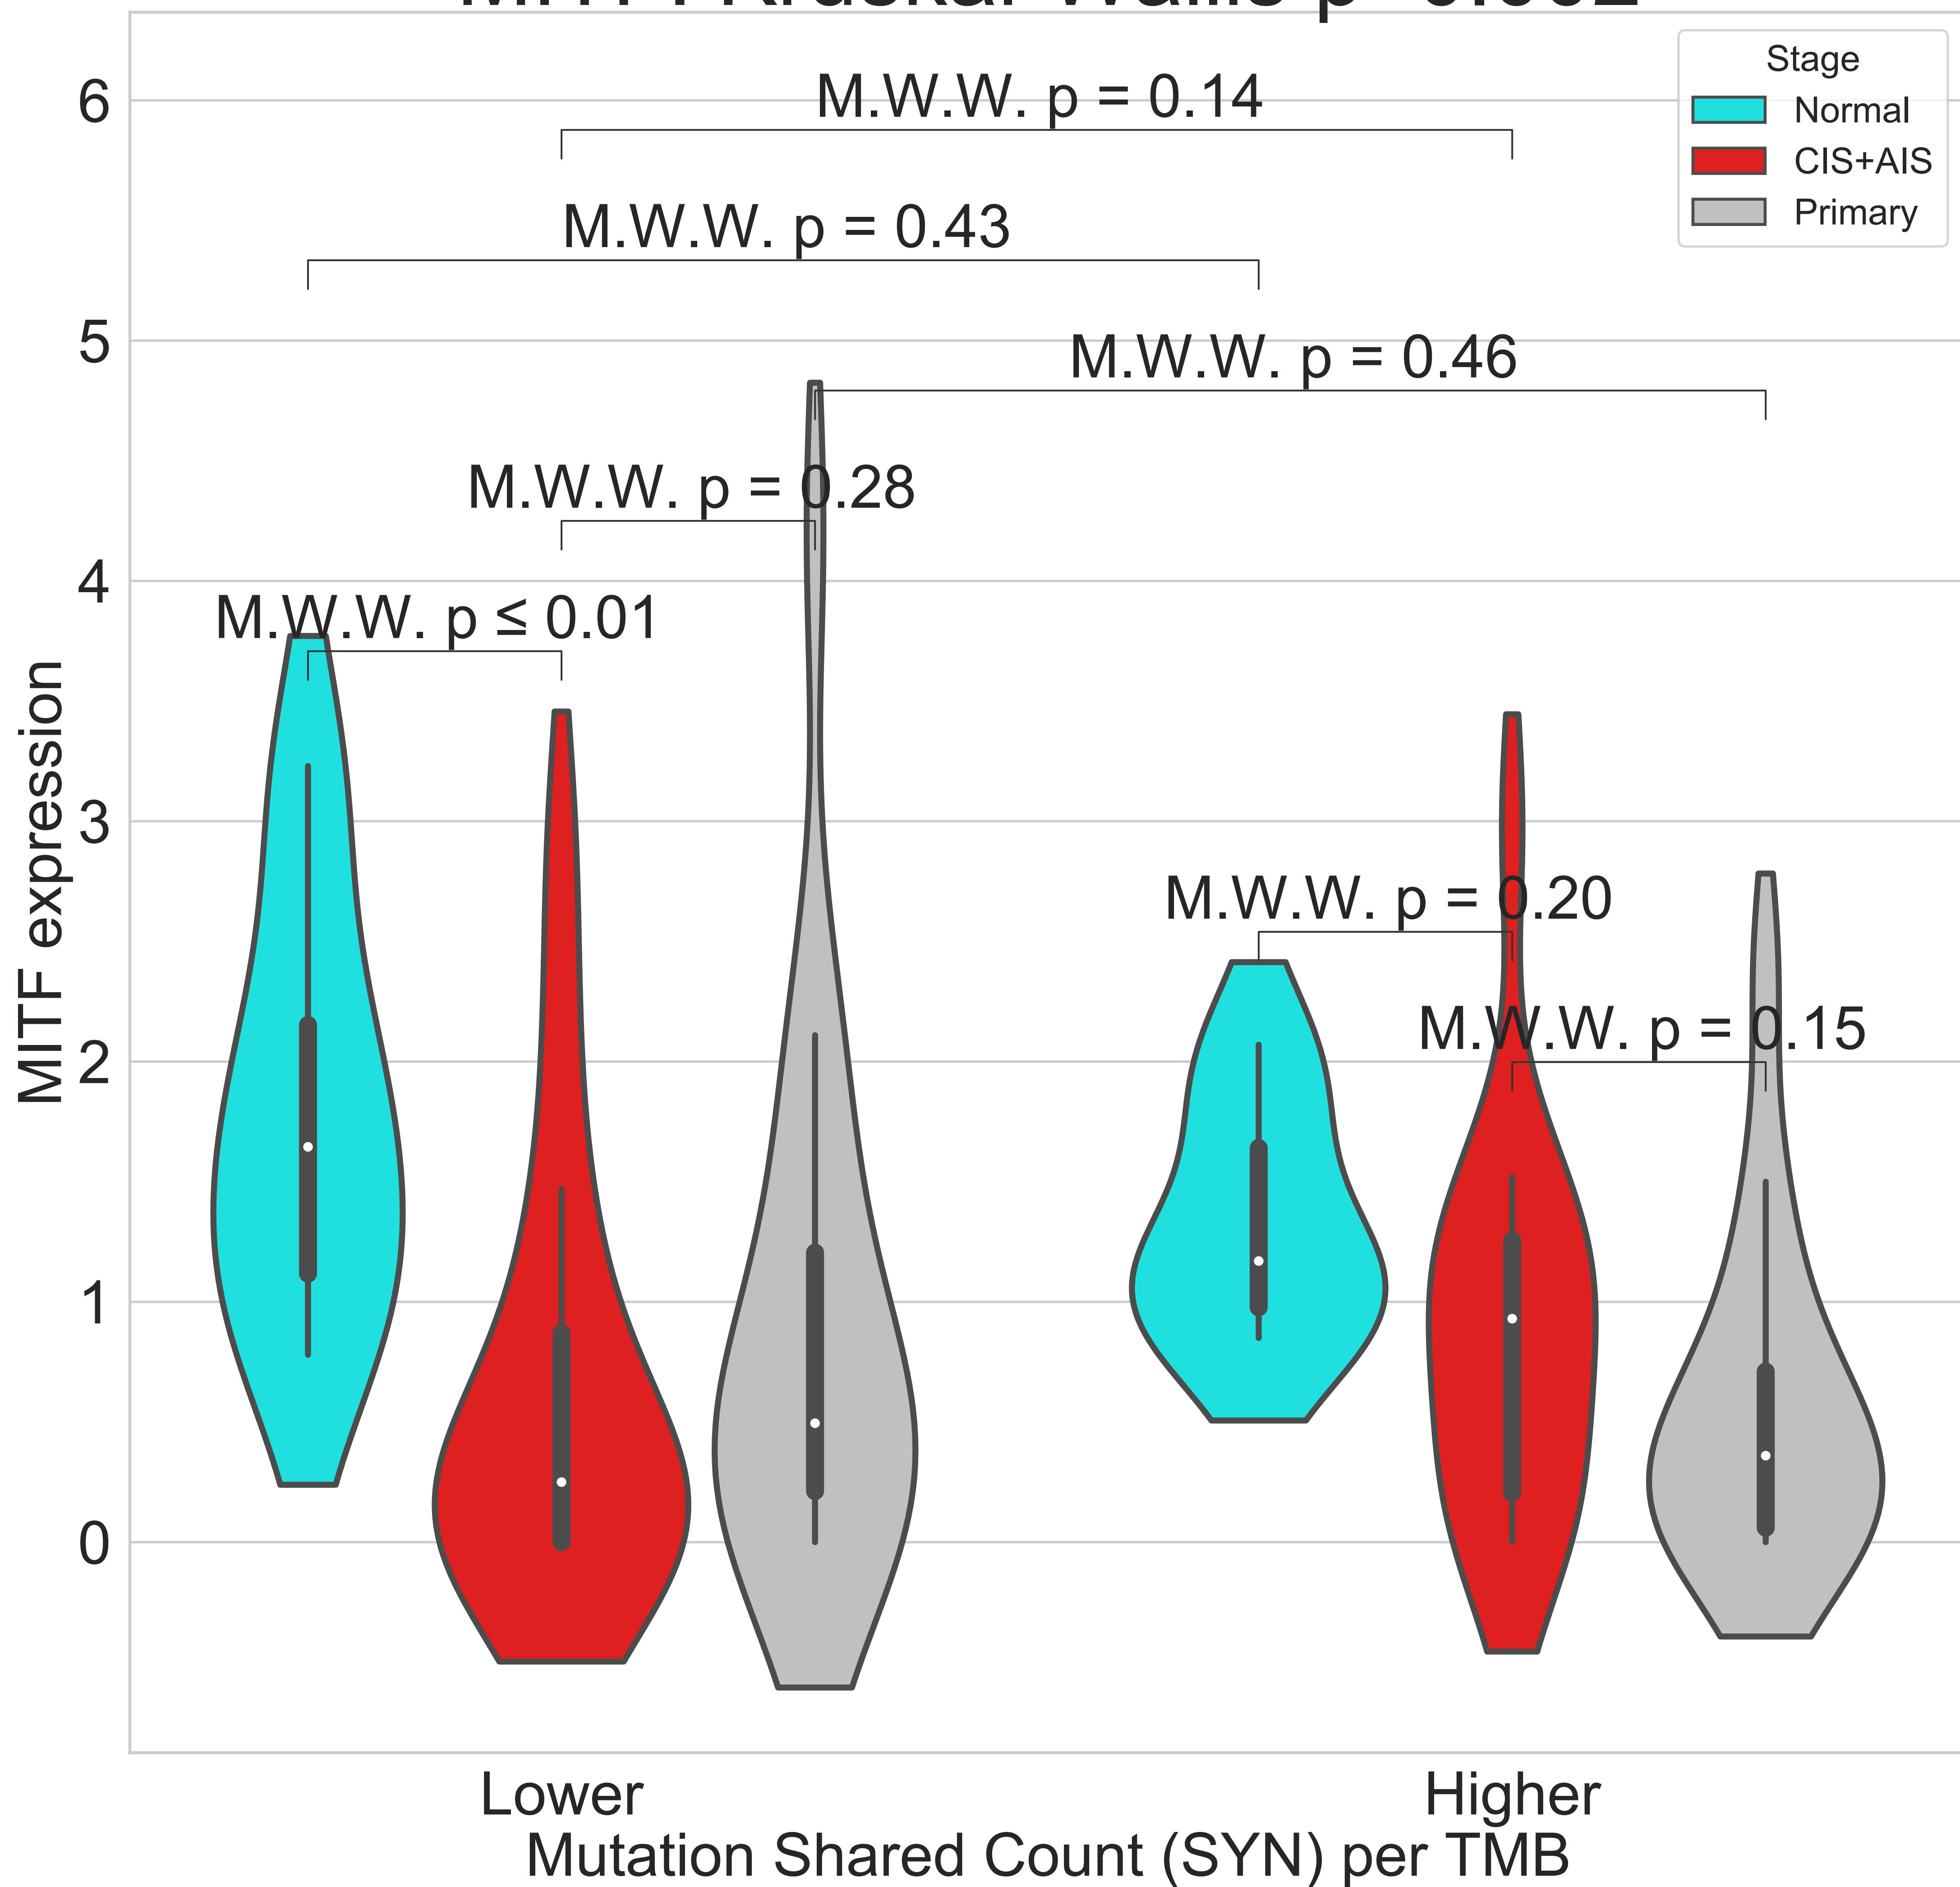 6
5
4
3
2
1
0
MITF expression
M.W.W. p = 0.14
M.W.W. p = 0.43
M.W.W. p = 0.46
M.W.W. p = 0.28
M.W.W. p ≤ 0.01
M.W.W. p = 0.20
M.W.W. p = 0.15
Stage
Normal
CIS+AIS
Primary
Lower
Higher
Mutation Shared Count (SYN) per TMB